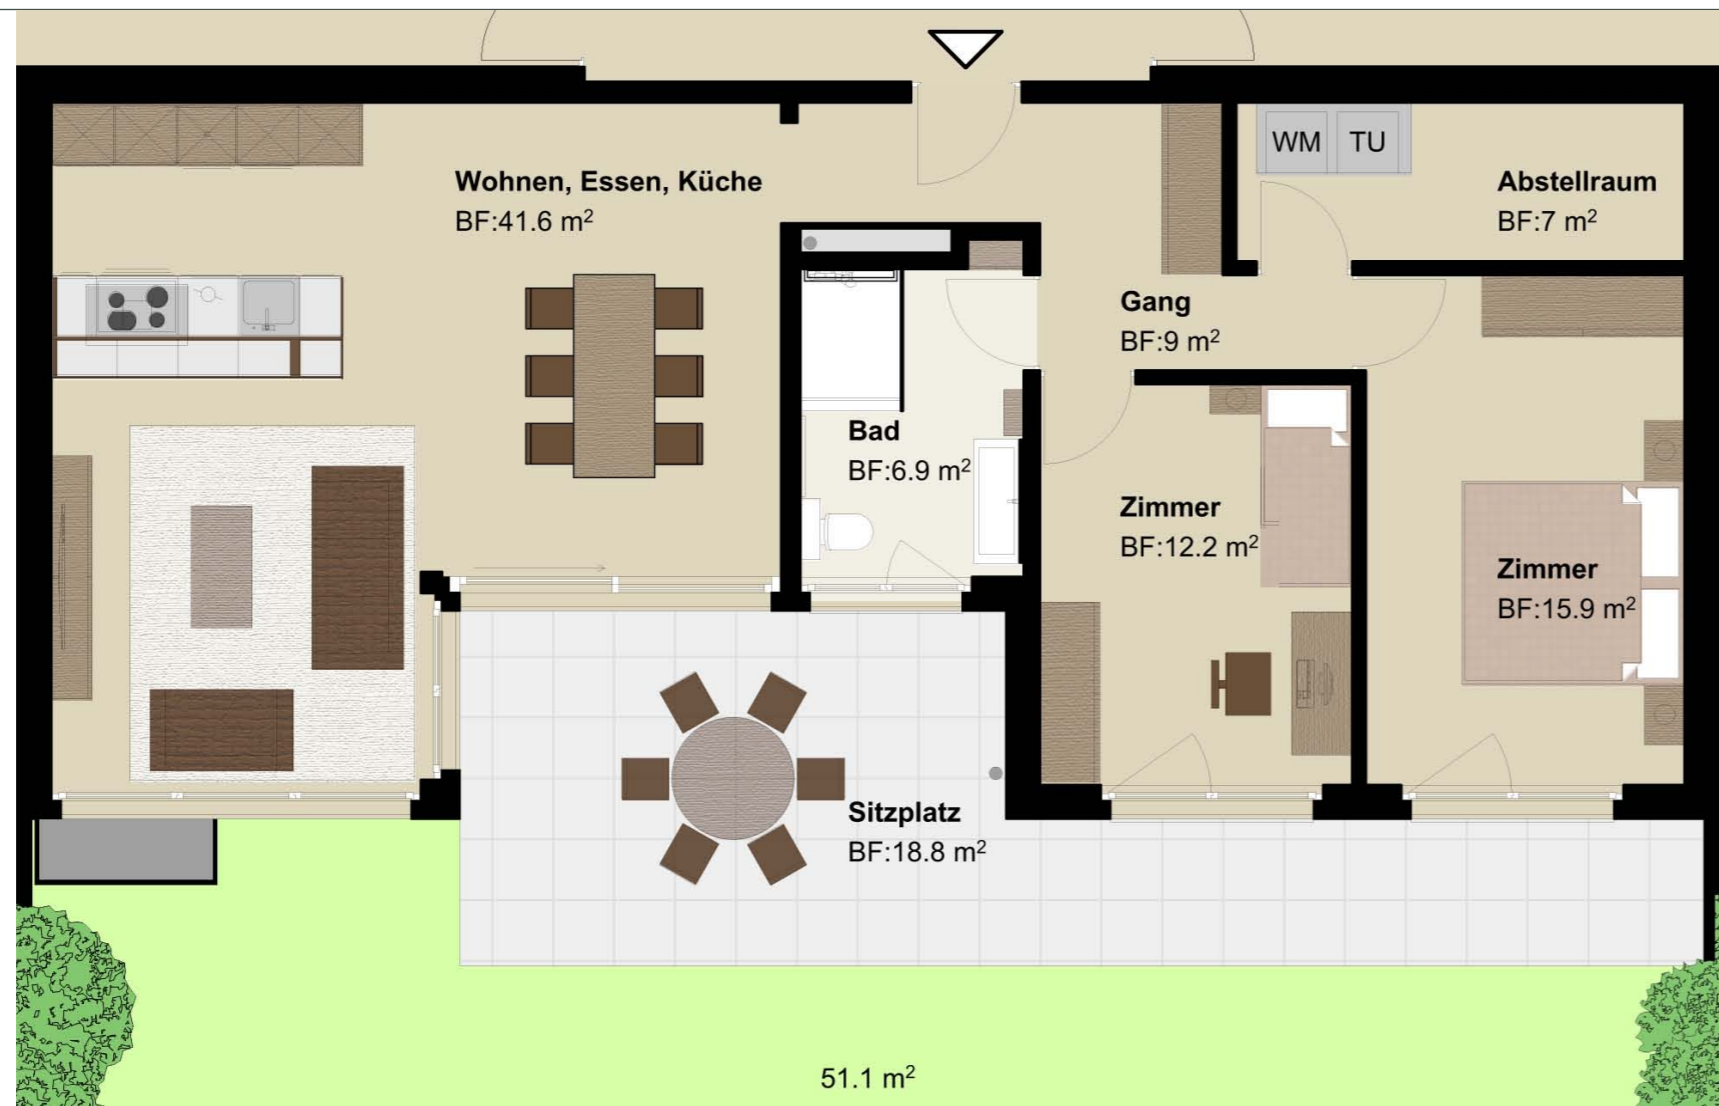 WM TU
Wohnen, Essen, Küche
BF:41.6 m²
Abstellraum
BF:7 m²
Gang
BF:9 m²
Bad
BF:6.9 m²
Zimmer
BF:12.2 m²
Zimmer
BF:15.9 m²
Sitzplatz
BF:18.8 m²
51.1 m²